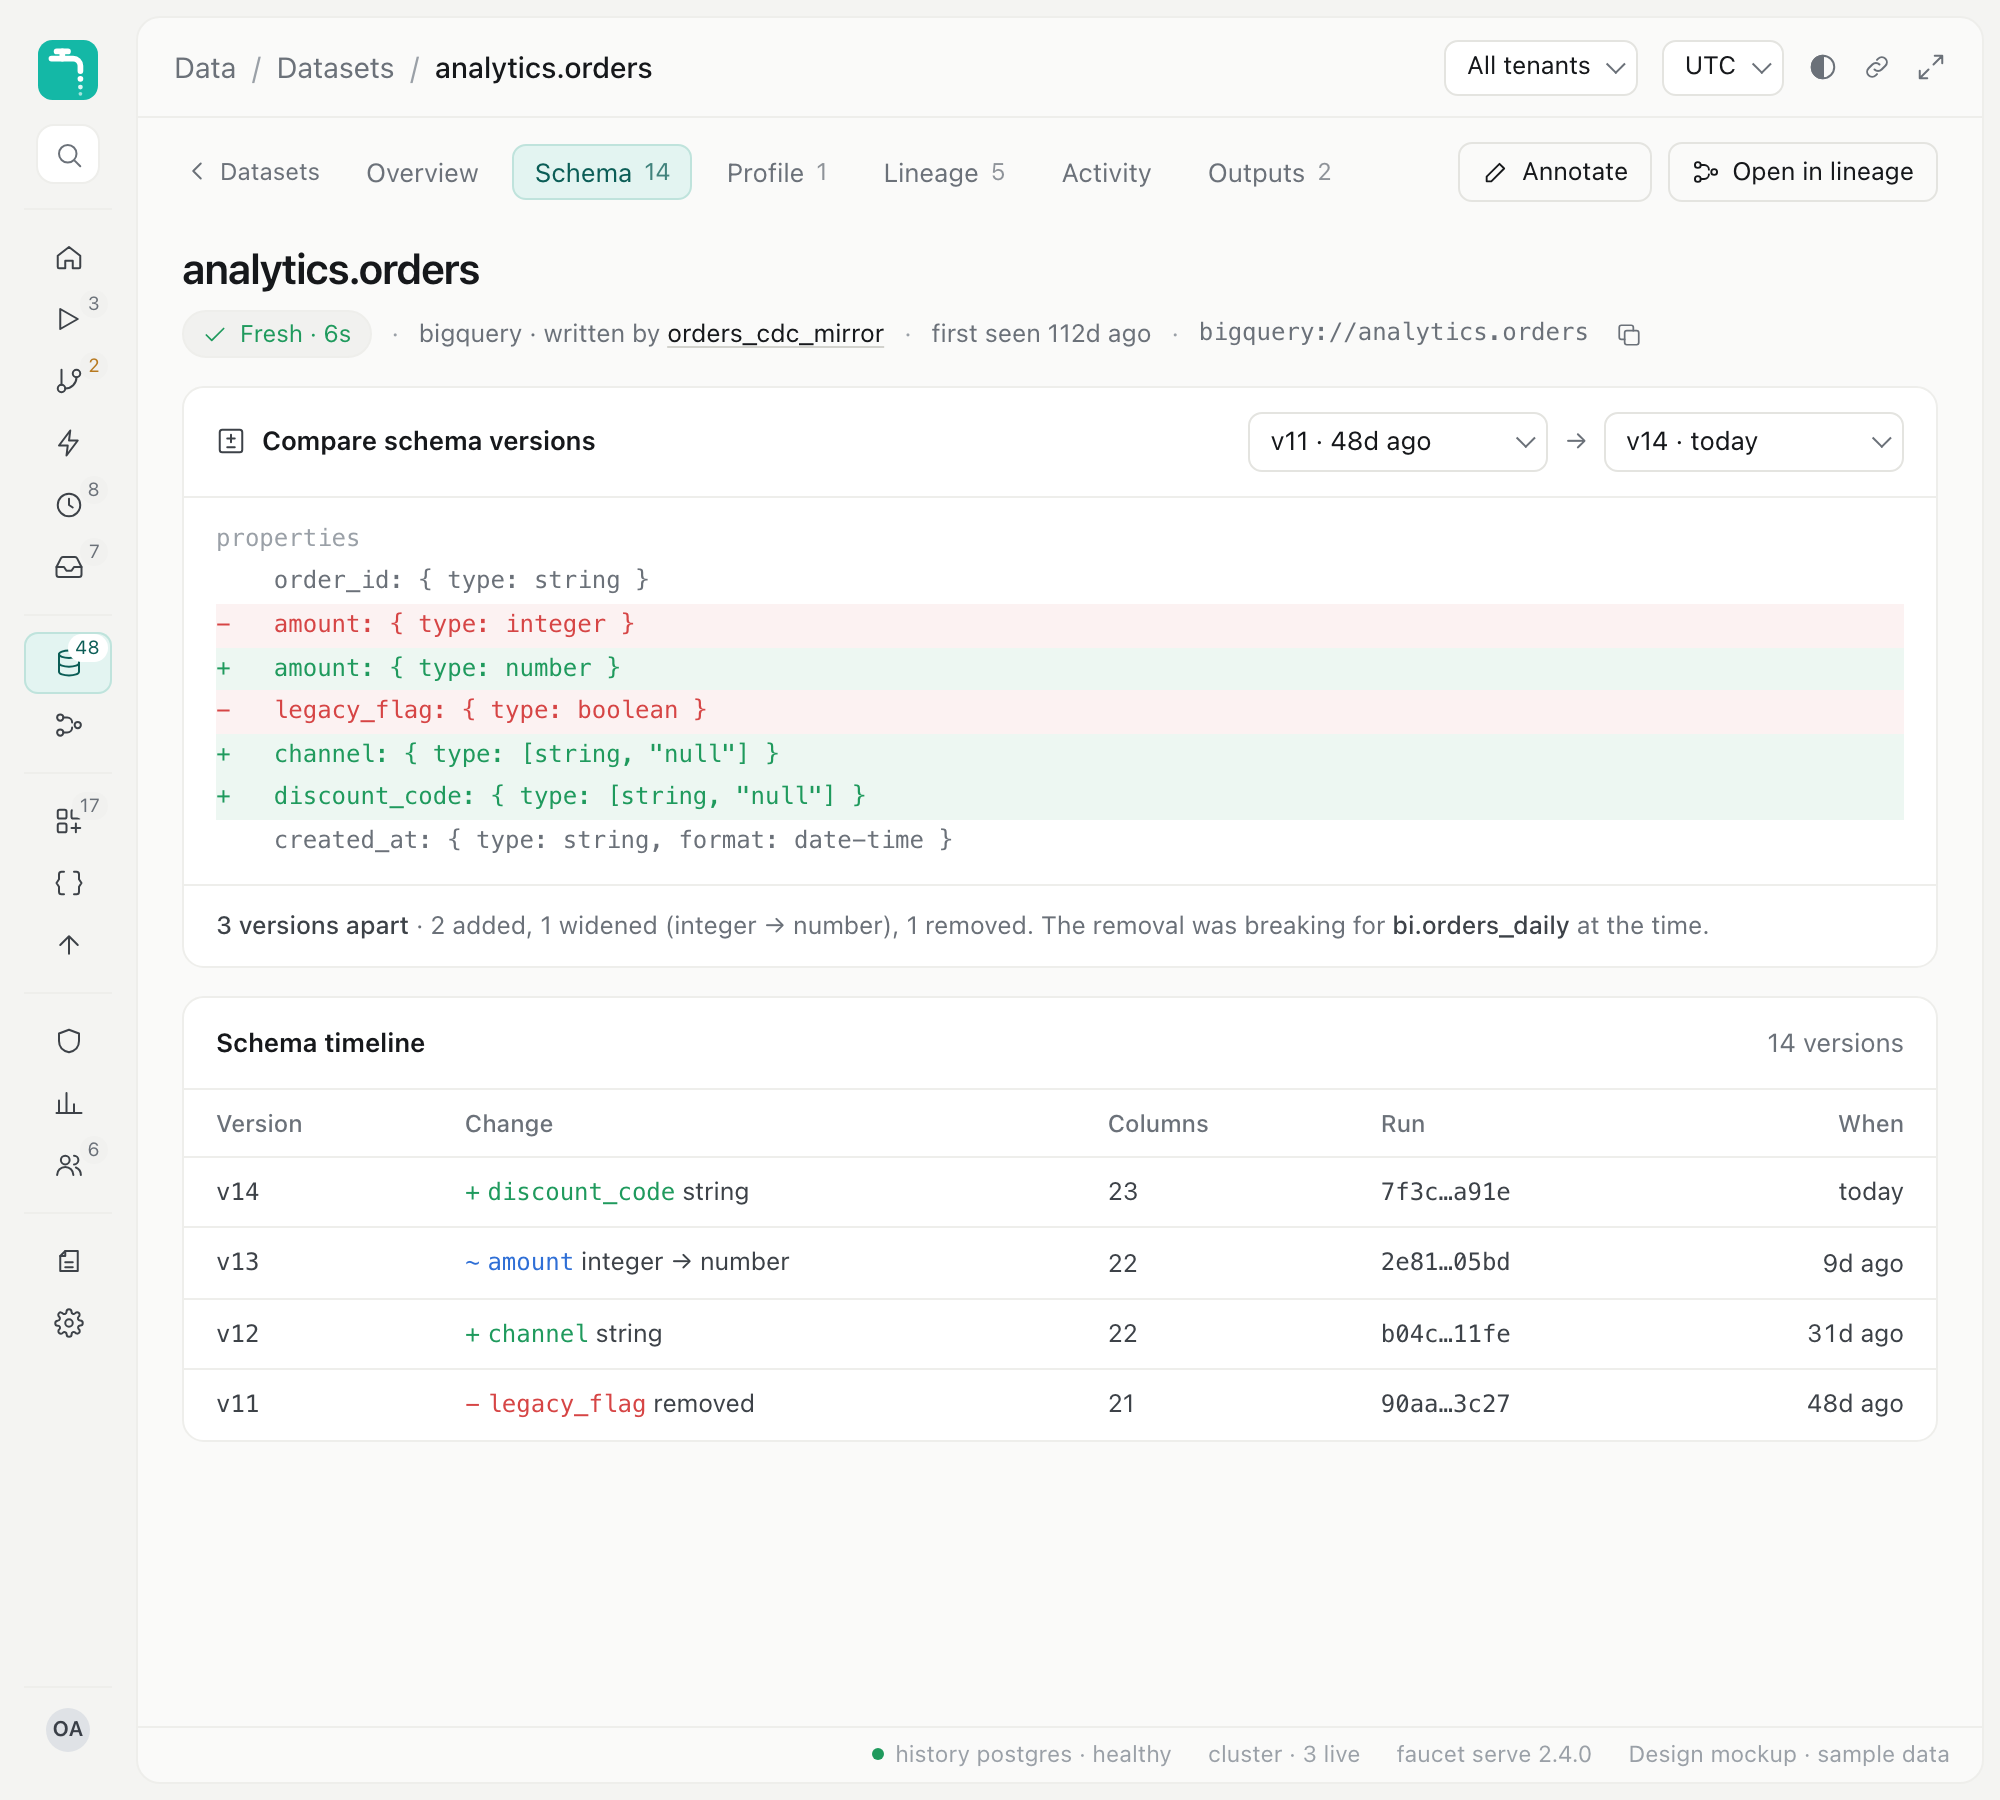 Data / Datasets / analytics.orders
All tenants
UTC
Datasets
Overview
Schema 14
Profile 1
Lineage 5
Activity
Outputs 2
Annotate
Open in lineage
3
2
8
7
48
17
6
OA
analytics.orders
Fresh · 6s · bigquery · written by orders_cdc_mirror · first seen 112d ago · bigquery://analytics.orders
Compare schema versions
v11 · 48d ago → v14 · today
properties
order_id: { type: string }
− amount: { type: integer }
+ amount: { type: number }
− legacy_flag: { type: boolean }
+ channel: { type: [string, "null"] }
+ discount_code: { type: [string, "null"] }
created_at: { type: string, format: date-time }
3 versions apart · 2 added, 1 widened (integer → number), 1 removed. The removal was breaking for bi.orders_daily at the time.
Schema timeline
14 versions
Version Change Columns Run When
v14 + discount_code string 23 7f3c…a91e today
v13 ~ amount integer → number 22 2e81…05bd 9d ago
v12 + channel string 22 b04c…11fe 31d ago
v11 − legacy_flag removed 21 90aa…3c27 48d ago
history postgres · healthy
cluster · 3 live
faucet serve 2.4.0
Design mockup · sample data